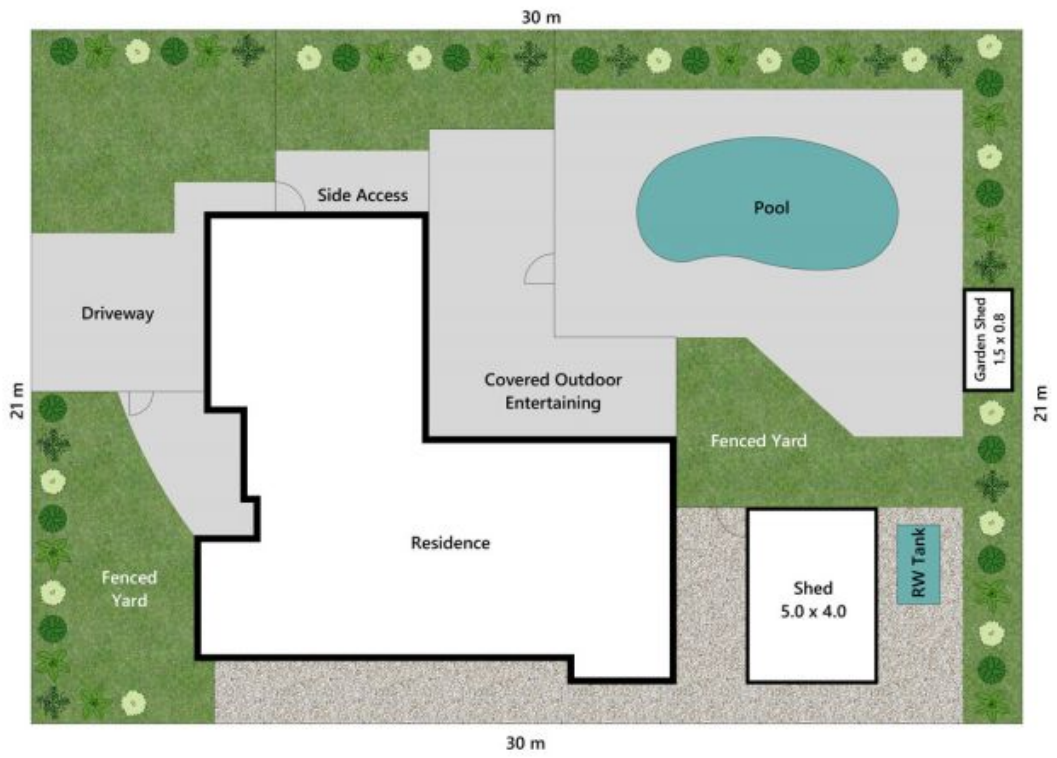 30 m
Side Access
Pool
Driveway
Garden Shed
1.5 x 0.8
21 m
21 m
Covered Outdoor
Entertaining
Fenced Yard
Residence
RW Tank
Fenced
Yard
Shed
5.0 x 4.0
30 m